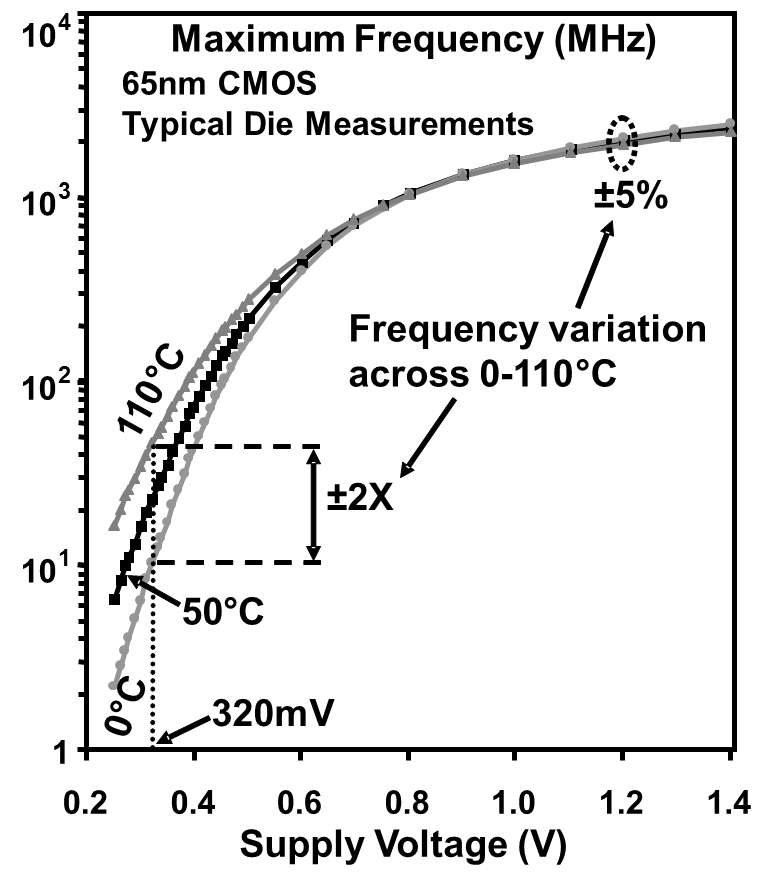 Maximum Frequency (MHz)
65nm CMOS
Typical Die Measurements
10⁴
10³
10²
10¹
1
±5%
Frequency variation
across 0-110°C
110°C
±2X
50°C
0°C
320mV
0.2 0.4 0.6 0.8 1.0 1.2 1.4
Supply Voltage (V)